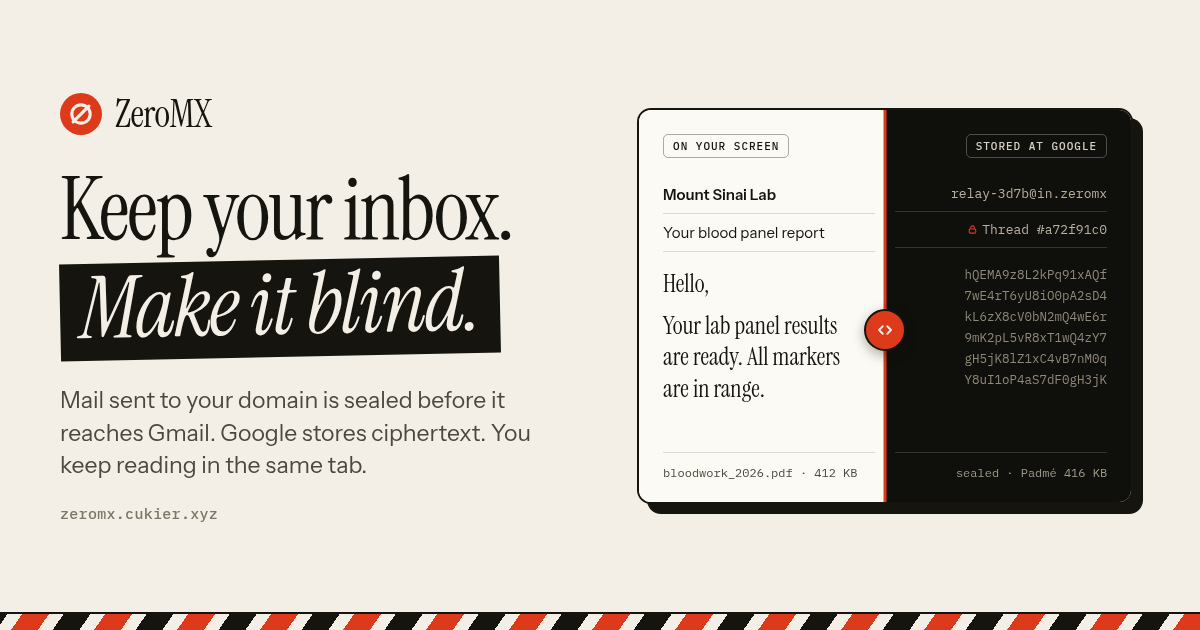 ZeroMX
Keep your inbox.
Make it blind.
Mail sent to your domain is sealed before it
reaches Gmail. Google stores ciphertext. You
keep reading in the same tab.
zeromx.cukier.xyz
ON YOUR SCREEN
Mount Sinai Lab
Your blood panel report
Hello,
Your lab panel results
are ready. All markers
are in range.
bloodwork_2026.pdf · 412 KB
STORED AT GOOGLE
relay-3d7b@in.zeromx
Thread #a72f91c0
hQEMA9z8L2kPq91xAQf
7wE4rT6yU8iO0pA2sD4
kL6zX8cV0bN2mQ4wE6r
9mK2pL5vR8xT1wQ4zY7
gH5jK8lZ1xC4vB7nM0q
Y8uI1oP4aS7dF0gH3jK
sealed · Padmé 416 KB